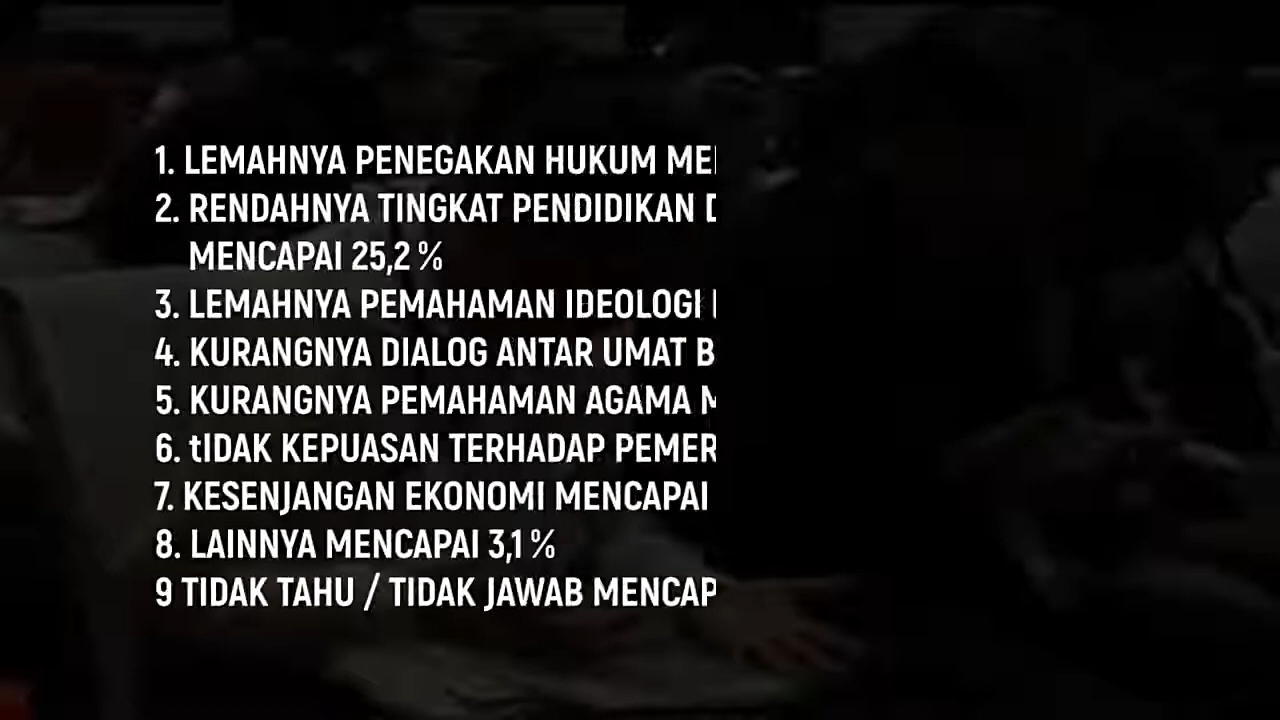 1. LEMAHNYA PENEGAKAN HUKUM
2. RENDAHNYA TINGKAT PENDIDIKAN
MENCAPAI 25,2 %
3. LEMAHNYA PEMAHAMAN IDEOLOGI
4. KURANGNYA DIALOG ANTAR UMAT
5. KURANGNYA PEMAHAMAN AGAMA
6. tIDAK KEPUASAN TERHADAP
7. KESENJANGAN EKONOMI MENCAPAI
8. LAINNYA MENCAPAI 3,1 %
9 TIDAK TAHU / TIDAK JAWAB